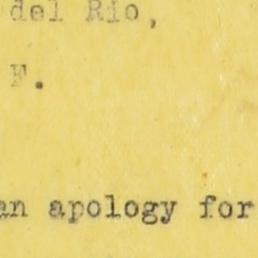 del Rio,
F.
an apology for